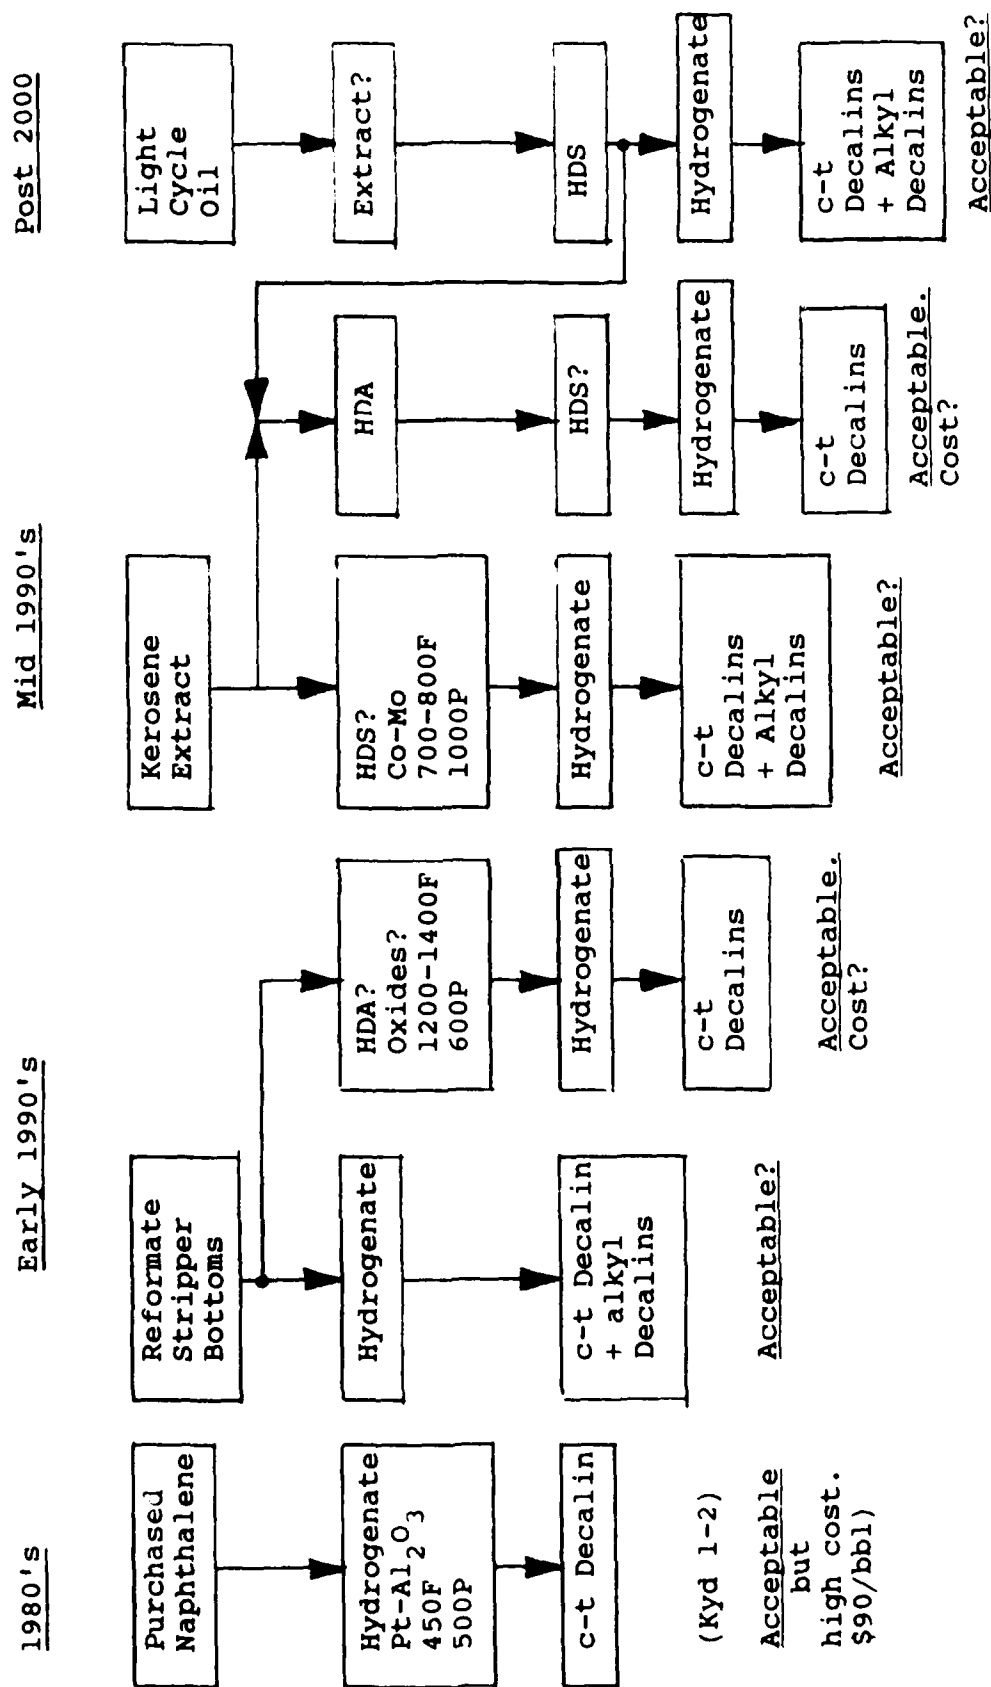 1980's
Purchased
Naphthalene
Hydrogenate
Pt-Al2O3
450F
500P
c-t Decalin
(Kyd 1-2)
Acceptable
but
high cost.
$90/bbl)
Early 1990's
Reformate
Stripper
Bottoms
Hydrogenate
c-t Decalin
+ alkyl
Decalins
Acceptable?
HDA?
Oxides?
1200-1400F
600P
Hydrogenate
c-t
Decalins
Acceptable.
Cost?
Mid 1990's
Kerosene
Extract
HDS?
Co-Mo
700-800F
1000P
Hydrogenate
c-t
Decalins
+ Alkyl
Decalins
Acceptable?
HDA
HDS?
Hydrogenate
c-t
Decalins
Acceptable.
Cost?
Post 2000
Light
Cycle
Oil
Extract?
HDS
Hydrogenate
c-t
Decalins
+ Alkyl
Decalins
Acceptable?